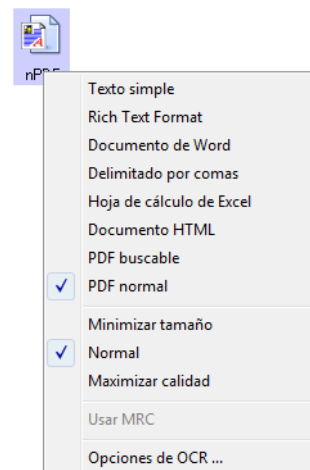 nPDF
Texto simple
Rich Text Format
Documento de Word
Delimitado por comas
Hoja de cálculo de Excel
Documento HTML
PDF buscable
PDF normal
Minimizar tamaño
Normal
Maximizar calidad
Usar MRC
Opciones de OCR ...